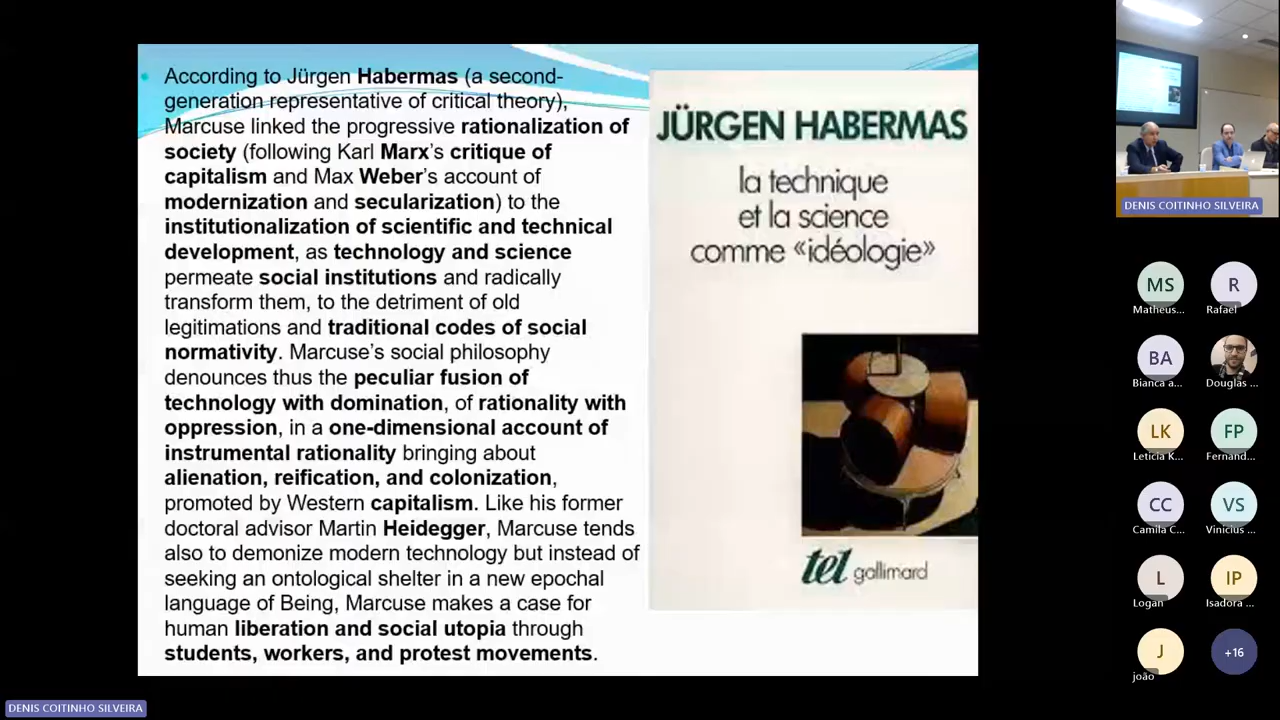 According to Jürgen Habermas (a second-
generation representative of critical theory),
Marcuse linked the progressive rationalization of
society (following Karl Marx's critique of
capitalism and Max Weber's account of
modernization and secularization) to the
institutionalization of scientific and technical
development, as technology and science
permeate social institutions and radically
transform them, to the detriment of old
legitimations and traditional codes of social
normativity. Marcuse's social philosophy
denounces thus the peculiar fusion of
technology with domination, of rationality with
oppression, in a one-dimensional account of
instrumental rationality bringing about
alienation, reification, and colonization,
promoted by Western capitalism. Like his former
doctoral advisor Martin Heidegger, Marcuse tends
also to demonize modern technology but instead of
seeking an ontological shelter in a new epochal
language of Being, Marcuse makes a case for
human liberation and social utopia through
students, workers, and protest movements.
JÜRGEN HABERMAS
la technique
et la science
comme «idéologie»
tel gallimard
DENIS COITINHO SILVEIRA
MS
Matheus...
R
Rafael
BA
Bianca a...
Douglas ...
LK
Leticia K...
FP
Fernand...
CC
Camila C...
VS
Vinicius ...
L
Logan
IP
Isadora ...
J
joão
+16
DENIS COITINHO SILVEIRA